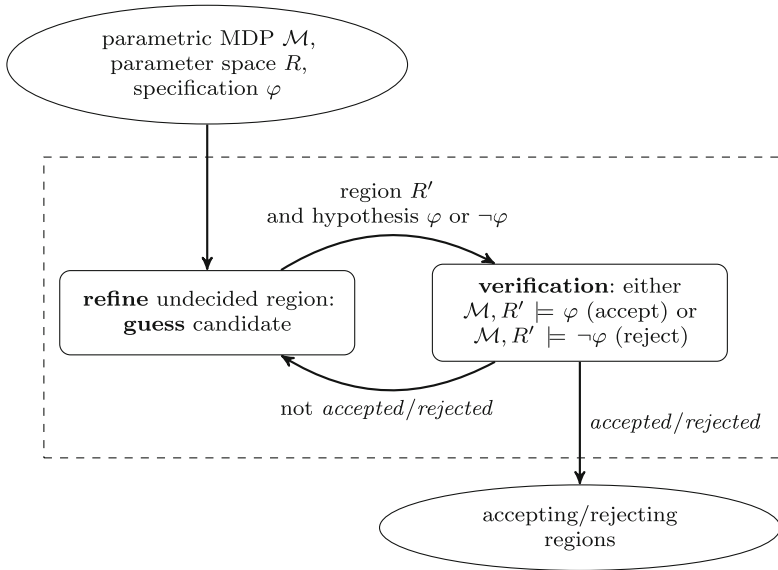 parametric MDP ℳ,
parameter space R,
specification φ
region R′
and hypothesis φ or ¬φ
refine undecided region:
guess candidate
verification: either
ℳ, R′ ⊨ φ (accept) or
ℳ, R′ ⊨ ¬φ (reject)
not accepted/rejected
accepted/rejected
accepting/rejecting
regions